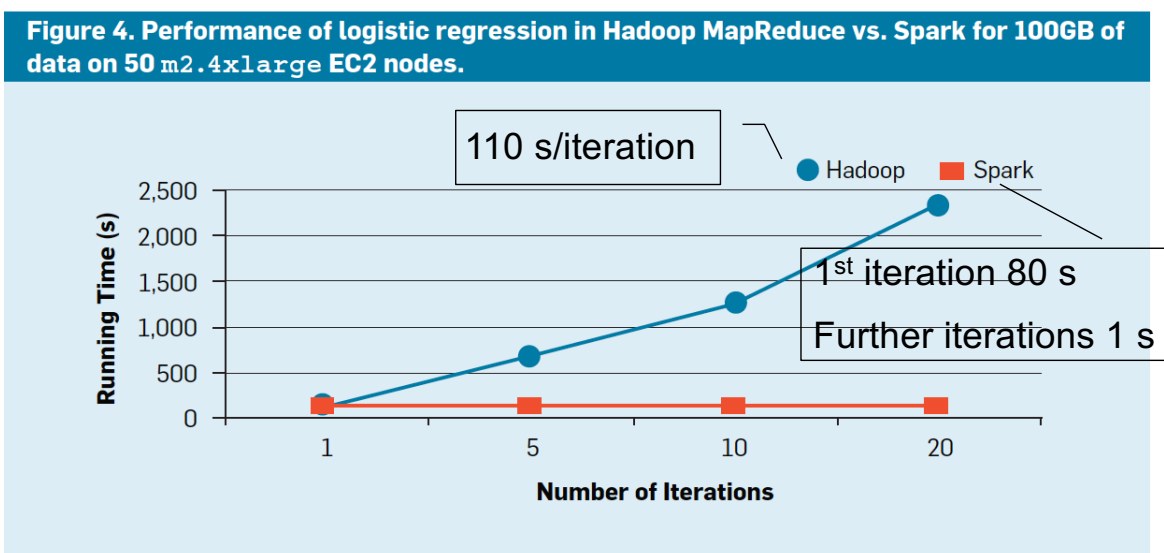 Figure 4. Performance of logistic regression in Hadoop MapReduce vs. Spark for 100GB of
data on 50 m2.4xlarge EC2 nodes.
110 s/iteration
Hadoop
Spark
2,500
2,000
1,500
1,000
500
0
Running Time (s)
1st iteration 80 s
Further iterations 1 s
1
5
10
20
Number of Iterations